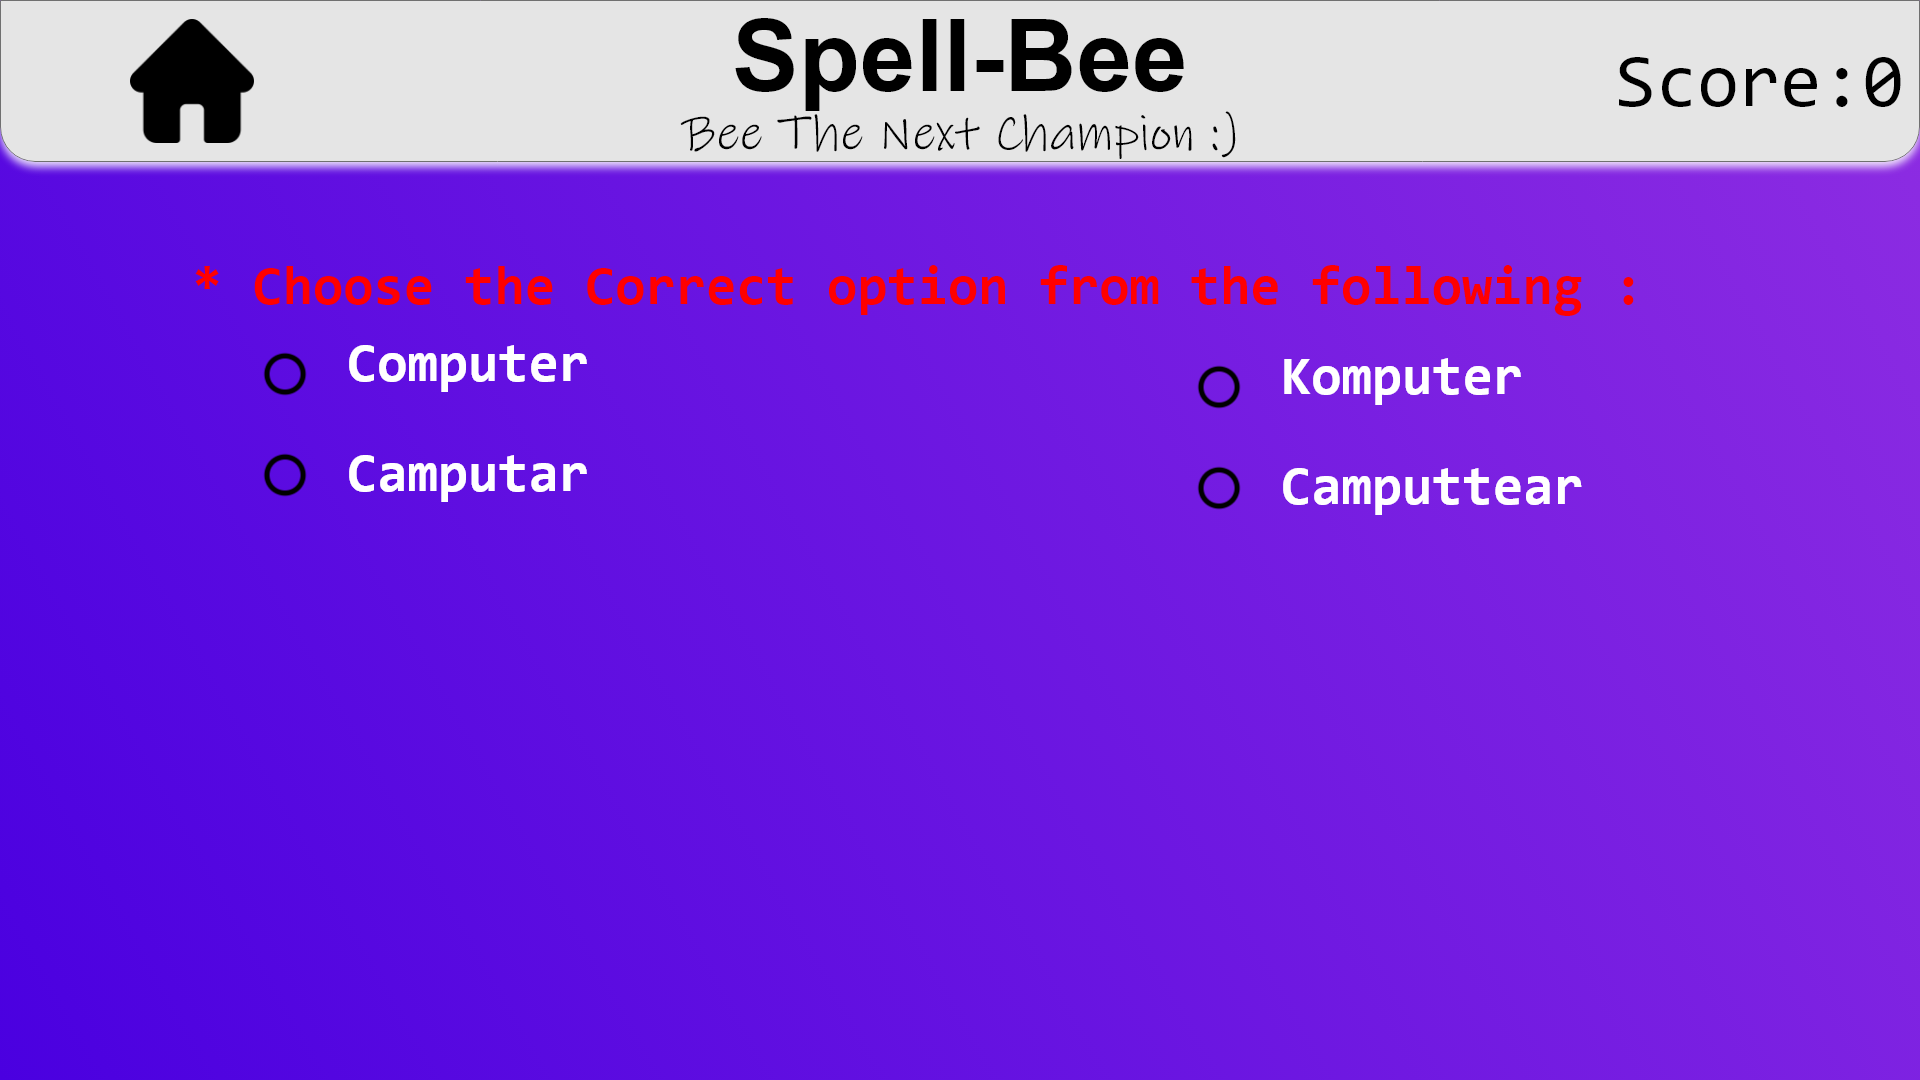 Spell-Bee
Bee The Next Champion :)
Score:0
* Choose the Correct option from the following :
Computer
Komputer
Camputar
Camputtear